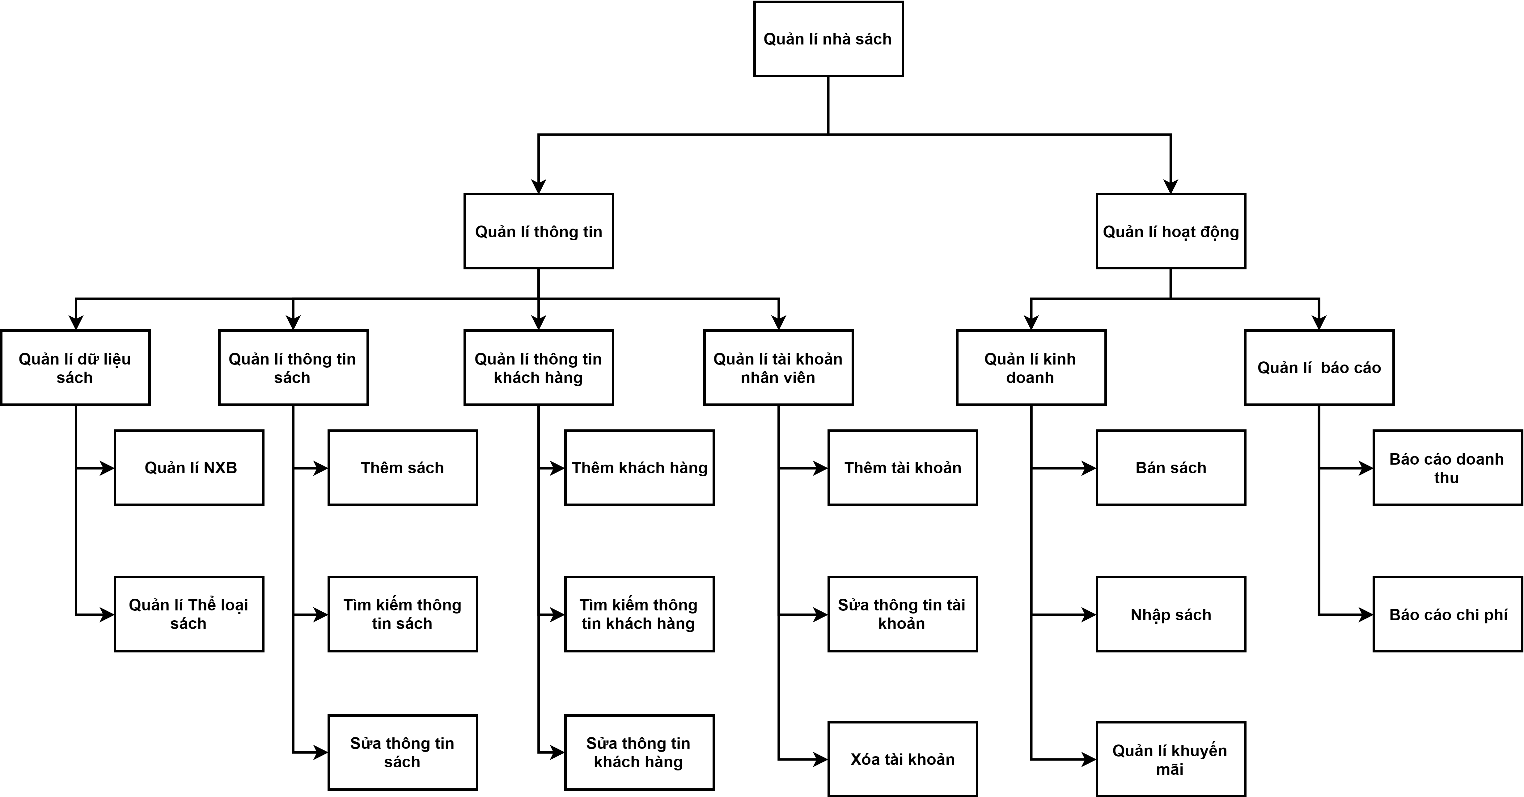 Quản lí nhà sách
Quản lí thông tin
Quản lí hoạt động
Quản lí dữ liệu
sách
Quản lí thông tin
sách
Quản lí thông tin
khách hàng
Quản lí tài khoản
nhân viên
Quản lí kinh
doanh
Quản lí  báo cáo
Quản lí NXB
Thêm sách
Thêm khách hàng
Thêm tài khoản
Bán sách
Báo cáo doanh
thu
Quản lí Thể loại
sách
Tìm kiếm thông
tin sách
Tìm kiếm thông
tin khách hàng
Sửa thông tin tài
khoản
Nhập sách
Báo cáo chi phí
Sửa thông tin
sách
Sửa thông tin
khách hàng
Xóa tài khoản
Quản lí khuyến
mãi